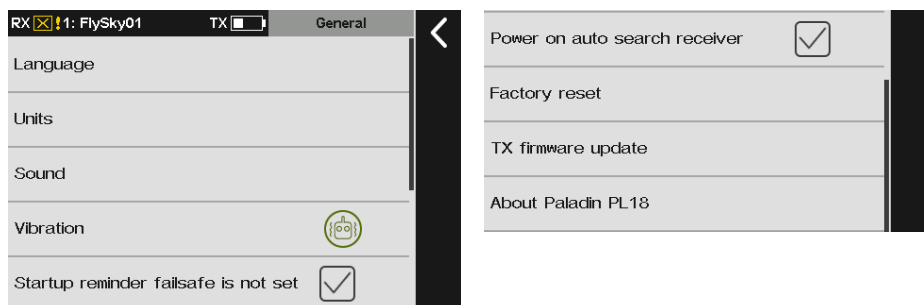 RX ! 1: FlySky01 TX General
Language
Units
Sound
Vibration
Startup reminder failsafe is not set
Power on auto search receiver
Factory reset
TX firmware update
About Paladin PL18